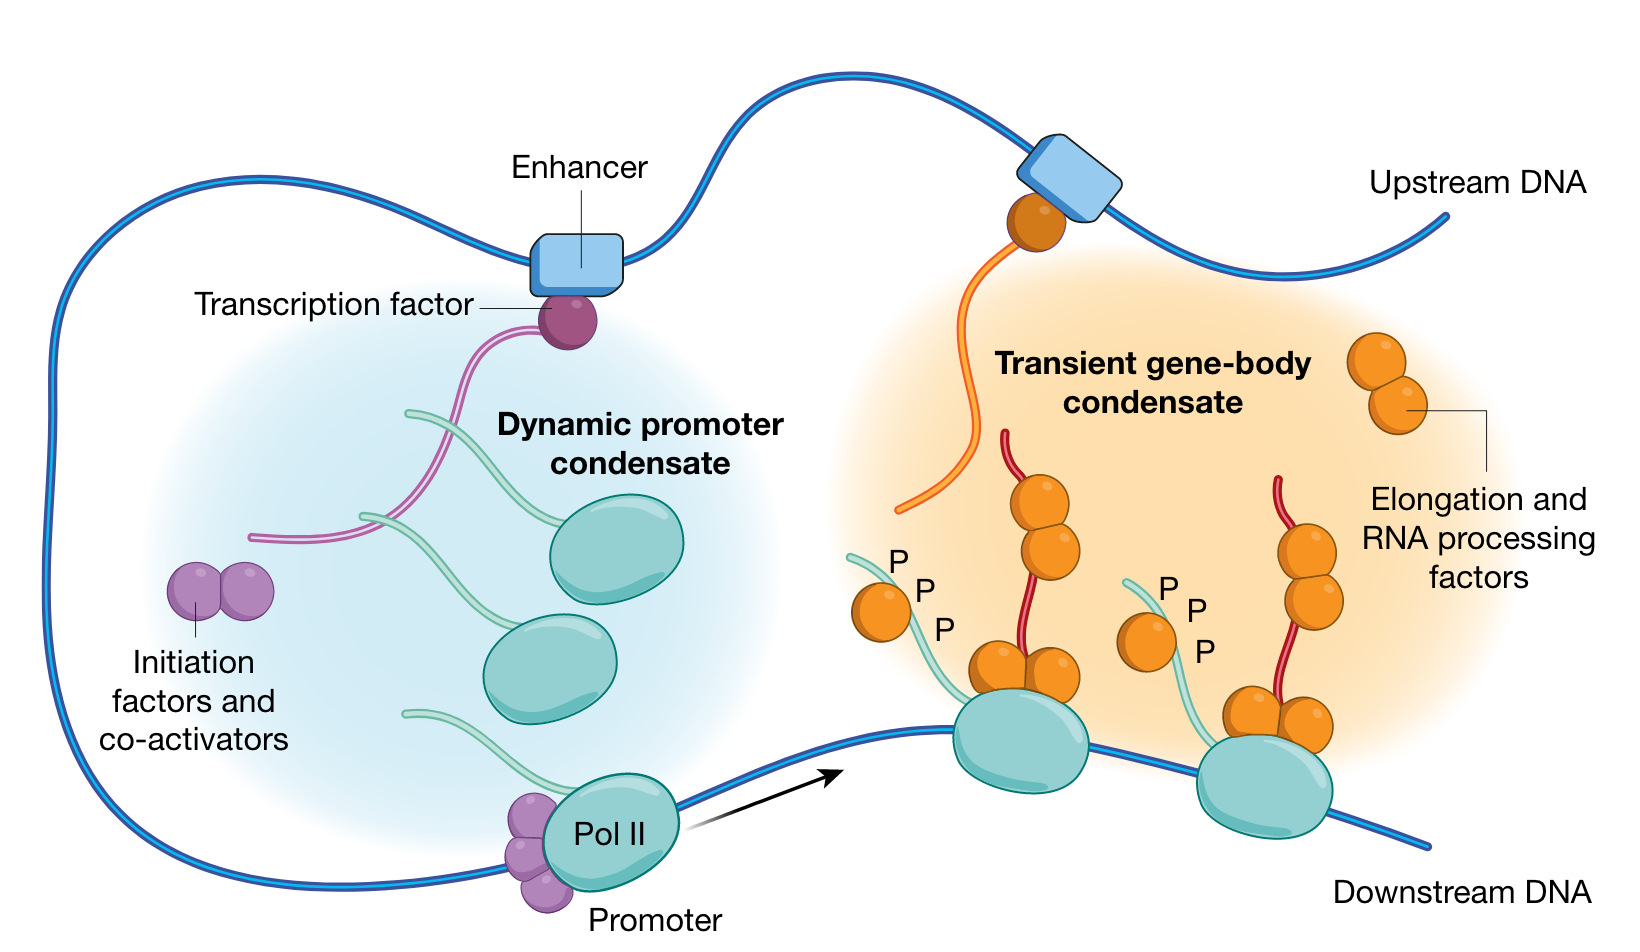 Enhancer
Upstream DNA
Transcription factor
Transient gene-body
condensate
Dynamic promoter
condensate
Elongation and
RNA processing
factors
P
P
P
P
P
P
Initiation
factors and
co-activators
Pol II
Promoter
Downstream DNA